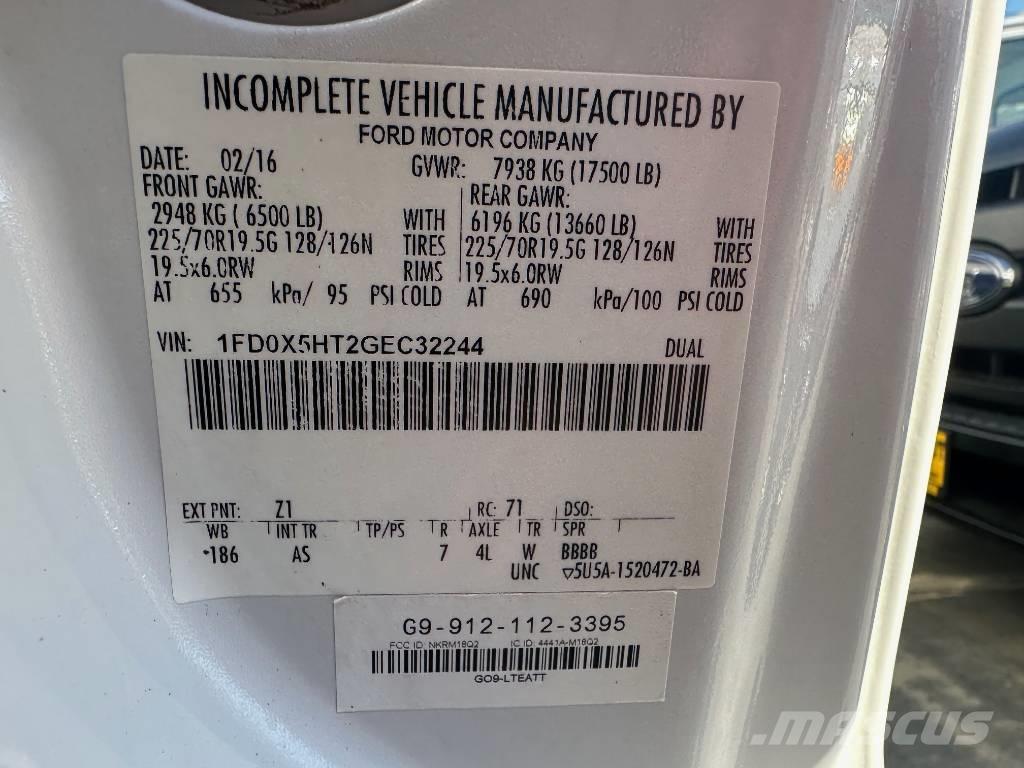 INCOMPLETE VEHICLE MANUFACTURED BY
FORD MOTOR COMPANY
DATE: 02/16 GVWR: 7938 KG (17500 LB)
FRONT GAWR: REAR GAWR:
2948 KG ( 6500 LB) WITH 6196 KG (13660 LB) WITH
225/70R19.5G 128/126N TIRES 225/70R19.5G 128/126N TIRES
19.5x6.0RW RIMS 19.5x6.0RW RIMS
AT 655 kPa/ 95 PSI COLD AT 690 kPa/100 PSI COLD
VIN: 1FD0X5HT2GEC32244 DUAL
EXT PNT: Z1 RC: 71 DSO:
WB INT TR TP/PS R AXLE TR SPR
*186 AS 7 4L W BBBB
UNC ▽5U5A-1520472-BA
G9-912-112-3395
FCC ID: NKRM18Q2 IC ID: 4441A-M18Q2
GO9-LTEATT
MASCUS